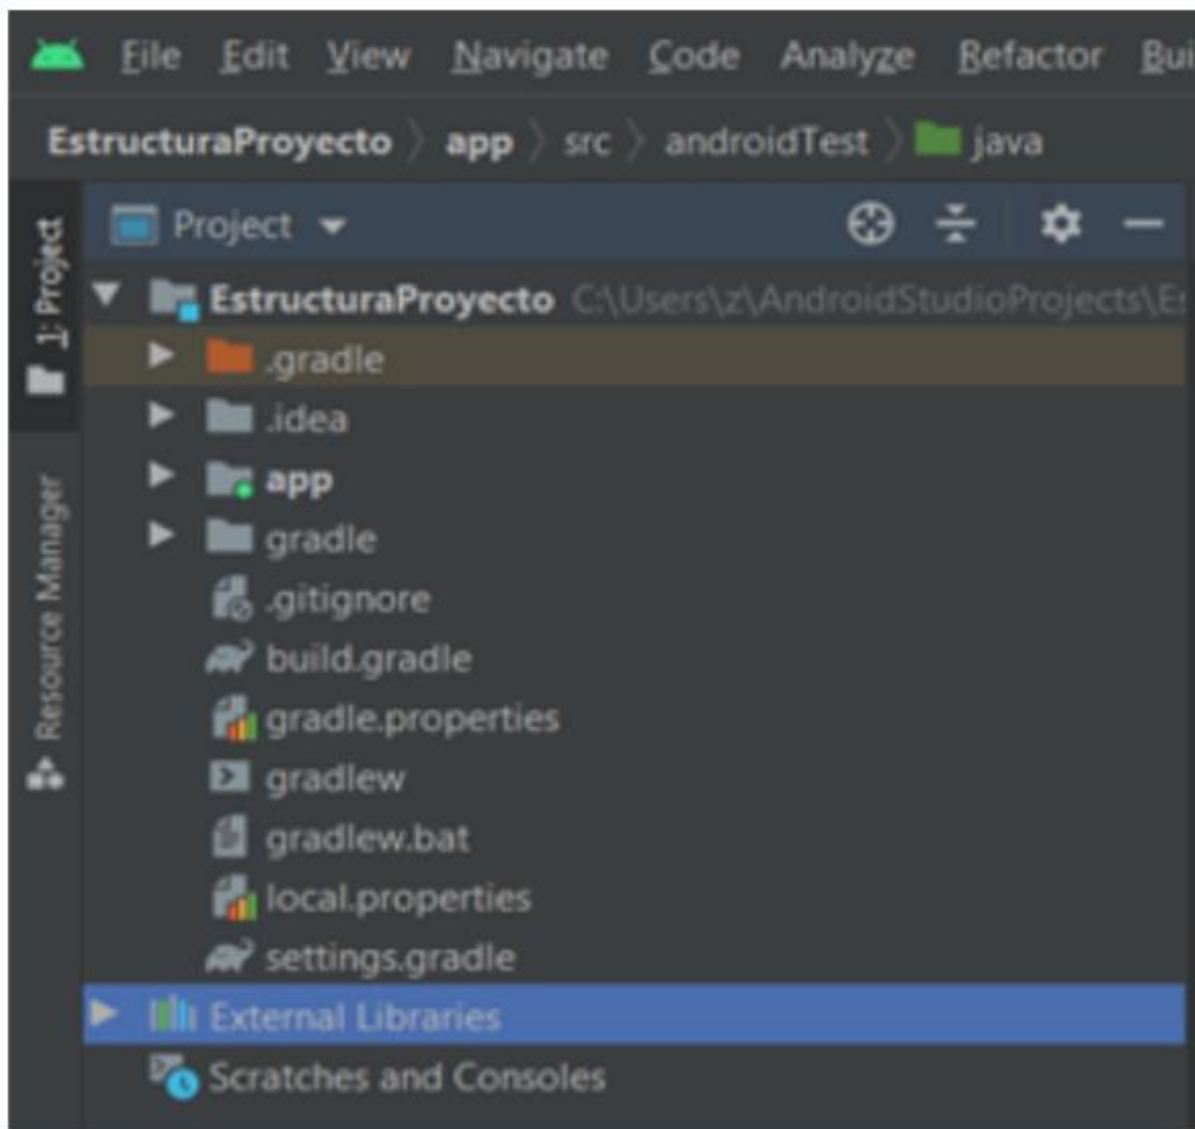 File Edit View Navigate Code Analyze Refactor Bui
EstructuraProyecto app src androidTest java
1: Project
Resource Manager
Project
EstructuraProyecto C:\Users\z\AndroidStudioProjects\Es
.gradle
.idea
app
gradle
.gitignore
build.gradle
gradle.properties
gradlew
gradlew.bat
local.properties
settings.gradle
External Libraries
Scratches and Consoles